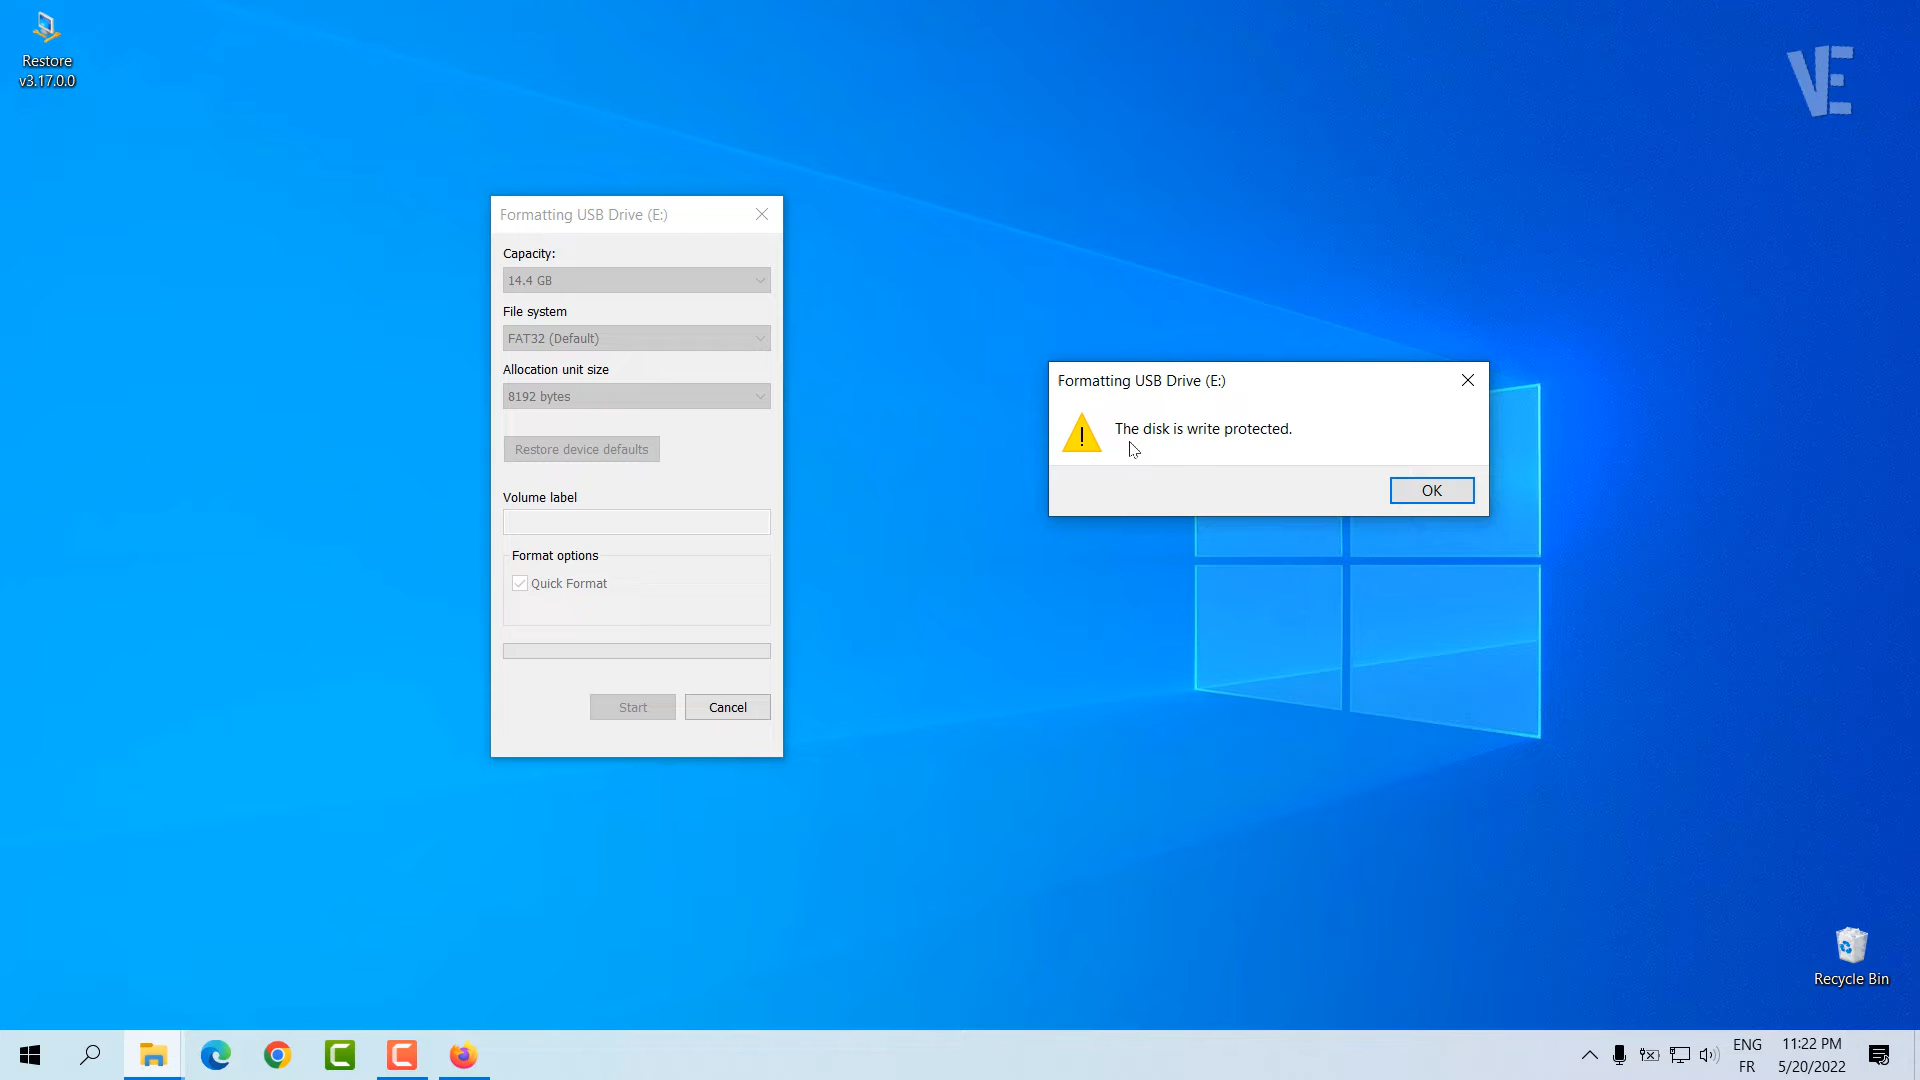 Restore
v3.17.0.0
VE
Formatting USB Drive (E:)
Capacity:
14.4 GB
File system
FAT32 (Default)
Allocation unit size
8192 bytes
Restore device defaults
Volume label
Format options
Quick Format
Start
Cancel
Formatting USB Drive (E:)
The disk is write protected.
OK
Recycle Bin
ENG
FR
11:22 PM
5/20/2022